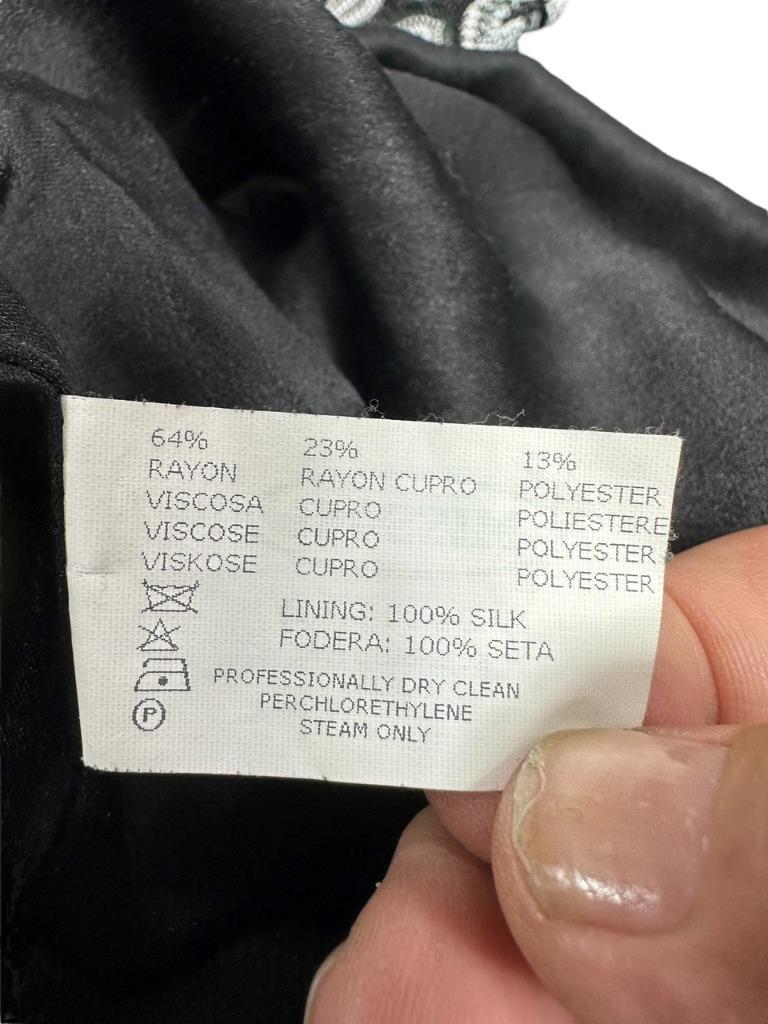 64% 23% 13%
RAYON RAYON CUPRO POLYESTER
VISCOSA CUPRO POLIESTERE
VISCOSE CUPRO POLYESTER
VISKOSE CUPRO POLYESTER
LINING: 100% SILK
FODERA: 100% SETA
PROFESSIONALLY DRY CLEAN
P PERCHLORETHYLENE
STEAM ONLY